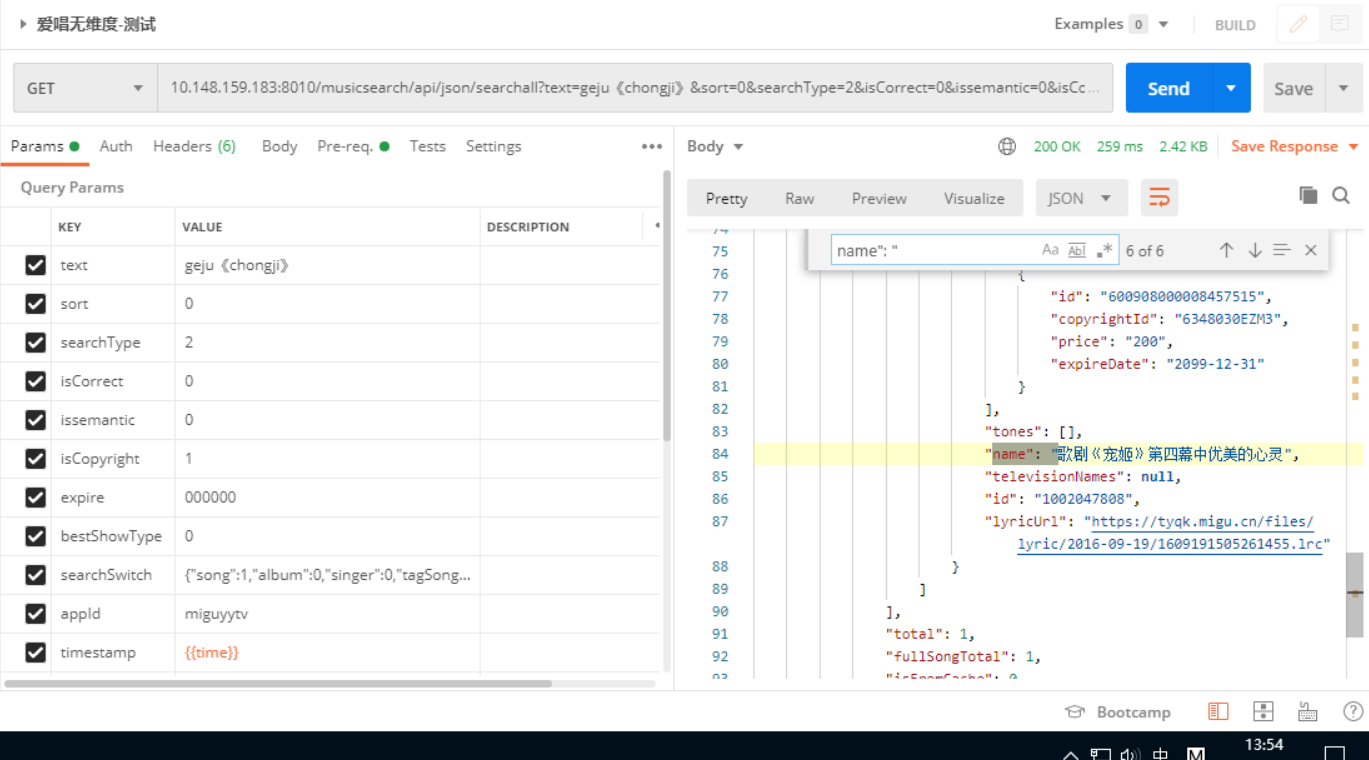 爱唱无维度-测试
Examples 0
BUILD
GET
10.148.159.183:8010/musicsearch/api/json/searchall?text=geju《chongji》&sort=0&searchType=2&isCorrect=0&issemantic=0&isCc ...
Send
Save
Params Auth Headers (6) Body Pre-req. Tests Settings
Query Params
KEY VALUE DESCRIPTION
text geju《chongji》
sort 0
searchType 2
isCorrect 0
issemantic 0
isCopyright 1
expire 000000
bestShowType 0
searchSwitch {"song":1,"album":0,"singer":0,"tagSong...
appId miguyytv
timestamp {{time}}
Body
200 OK 259 ms 2.42 KB Save Response
Pretty Raw Preview Visualize JSON
name": " Aa Abl .* 6 of 6
74
75
76 {
77 "id": "600908000008457515",
78 "copyrightId": "6348030EZM3",
79 "price": "200",
80 "expireDate": "2099-12-31"
81 }
82 ],
83 "tones": [],
84 "name": "歌剧《宠姬》第四幕中优美的心灵",
85 "televisionNames": null,
86 "id": "1002047808",
87 "lyricUrl": "https://tyqk.migu.cn/files/
lyric/2016-09-19/1609191505261455.lrc"
88 }
89 ]
90 ],
91 "total": 1,
92 "fullSongTotal": 1,
93 "isFromCache": 0
Bootcamp
中 M 13:54